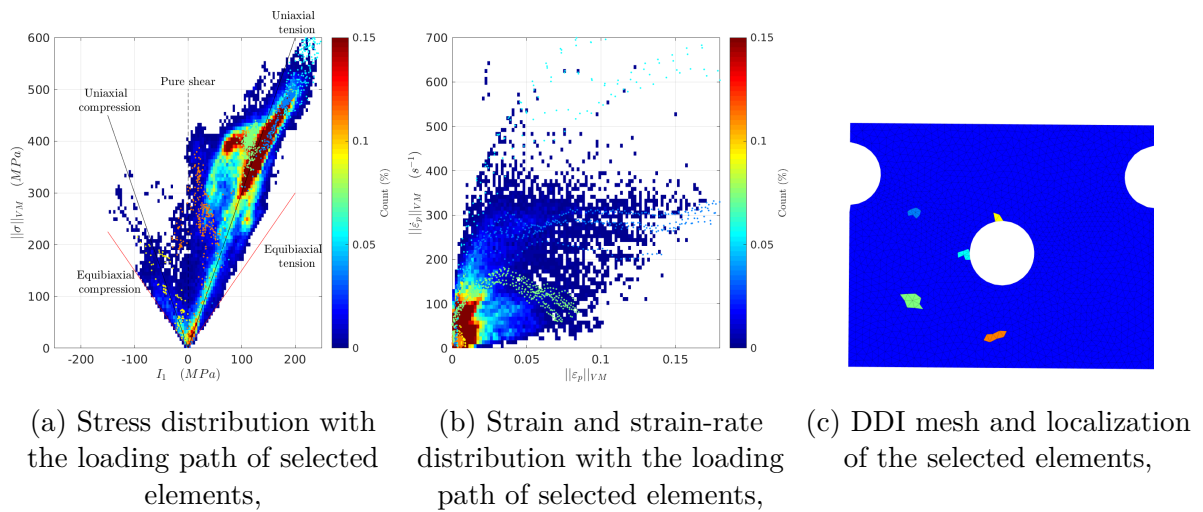 Uniaxial
tension
600
500
400
300
200
100
0
||σ||_{VM} (MPa)
Pure shear
Uniaxial
compression
Equibiaxial
compression
Equibiaxial
tension
-200 -100 0 100 200
I_1 (MPa)
0.15
0.1
0.05
0
Count (%)
700
600
500
400
300
200
100
0
||ε̇_p||_{VM} (s^{-1})
0 0.05 0.1 0.15
||ε_p||_{VM}
0.15
0.1
0.05
0
Count (%)
(a) Stress distribution with
the loading path of selected
elements,
(b) Strain and strain-rate
distribution with the loading
path of selected elements,
(c) DDI mesh and localization
of the selected elements,